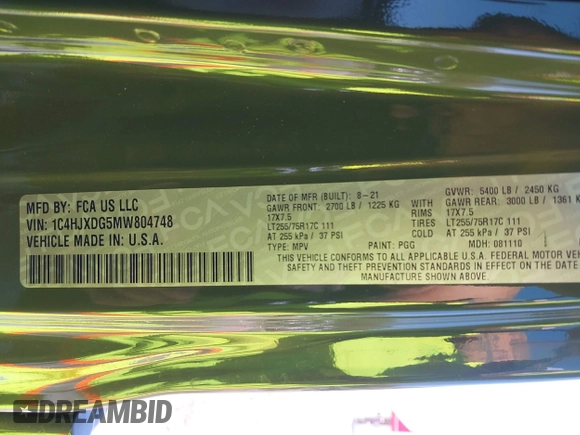 MFD BY: FCA US LLC
VIN: 1C4HJXDG5MW804748
VEHICLE MADE IN U.S.A.
DATE OF MFR (BUILT): 8-21
GAWR FRONT: 2700 LB / 1225 KG
17X7.5
LT255/75R17C 111
AT 255 kPa / 37 PSI
TYPE: MPV PAINT: PGG
WITH
RIMS
TIRES
COLD
GVWR: 5400 LB / 2450 KG
GAWR REAR: 3000 LB / 1361
17X7.5
LT255/75R17C 111
AT 255 kPa / 37 PSI
MDH: 081110
THIS VEHICLE CONFORMS TO ALL APPLICABLE U.S.A. FEDERAL MOTOR
SAFETY AND THEFT PREVENTION STANDARDS IN EFFECT ON THE DATE
MANUFACTURE SHOWN ABOVE.
DREAMBID